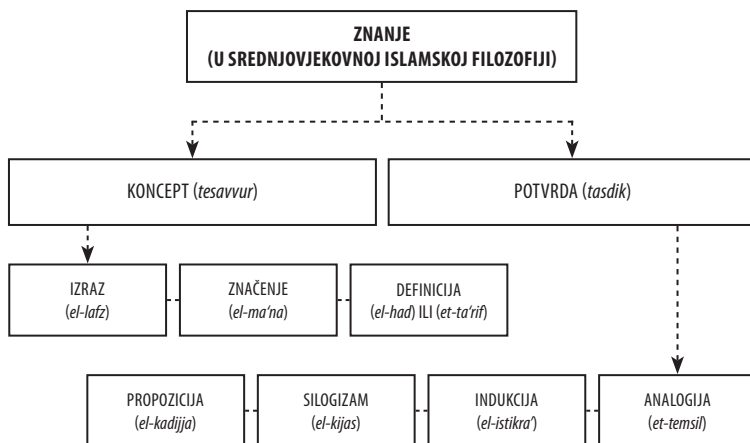 ZNANJE
(U SREDNJOVJEKOVNOJ ISLAMSKOJ FILOZOFIJI)
KONCEPT (tesavvur)
POTVRDA (tasdik)
IZRAZ
(el-lafz)
ZNAČENJE
(el-ma‘na)
DEFINICIJA
(el-had) ILI (et-ta‘rif)
PROPOZICIJA
(el-kadijja)
SILOGIZAM
(el-kijas)
INDUKCIJA
(el-istikra‘)
ANALOGIJA
(et-temsil)